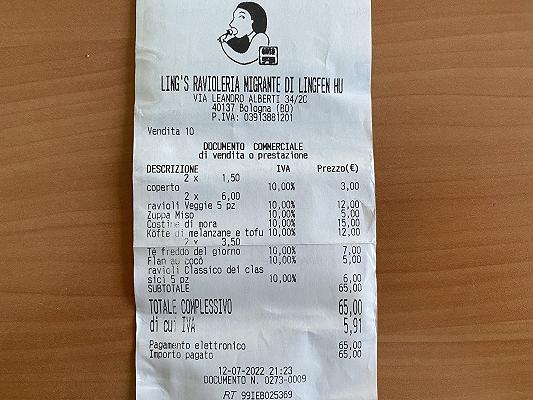 LING'S RAVIOLERIA MIGRANTE DI LINGFEN HU
VIA LEANDRO ALBERTI 34/2C
40137 Bologna (BO)
P.IVA: 03913881201
Vendita 10
DOCUMENTO COMMERCIALE
di vendita o prestazione
DESCRIZIONE IVA Prezzo(€)
2 x 1,50
coperto 10,00% 3,00
2 x 6,00
ravioli Veggie 5 pz 10,00% 12,00
Zuppa Miso 10,00% 5,00
Costine di mora 10,00% 15,00
Köfte di melanzane e tofu 10,00% 12,00
2 x 3,50
Te freddo del giorno 10,00% 7,00
Flan au coco 10,00% 5,00
ravioli Classico dei clas
sici 5 pz 10,00% 6,00
SUBTOTALE 65,00
TOTALE COMPLESSIVO 65,00
di cui IVA 5,91
Pagamento elettronico 65,00
Importo pagato 65,00
12-07-2022 21:23
DOCUMENTO N. 0273-0009
RT 99IEB025369